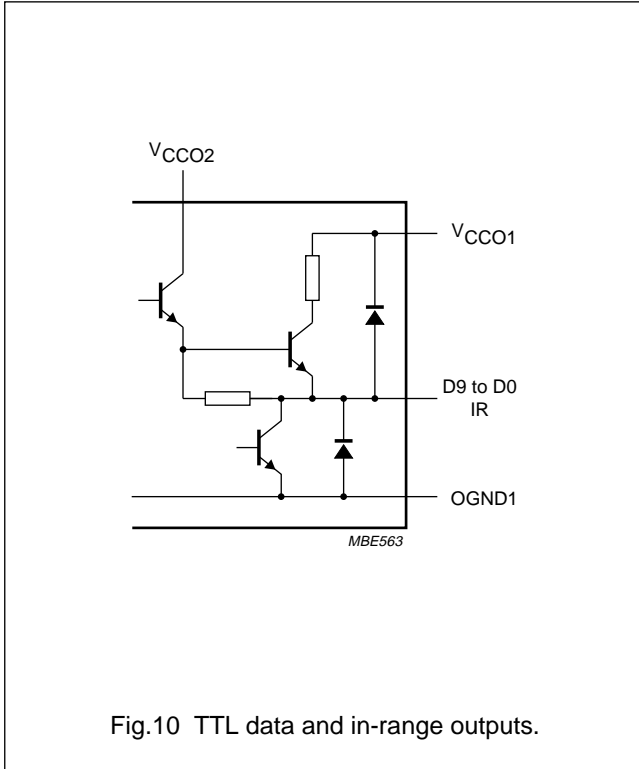 VCCO2
VCCO1
D9 to D0
IR
OGND1
MBE563
Fig.10 TTL data and in-range outputs.